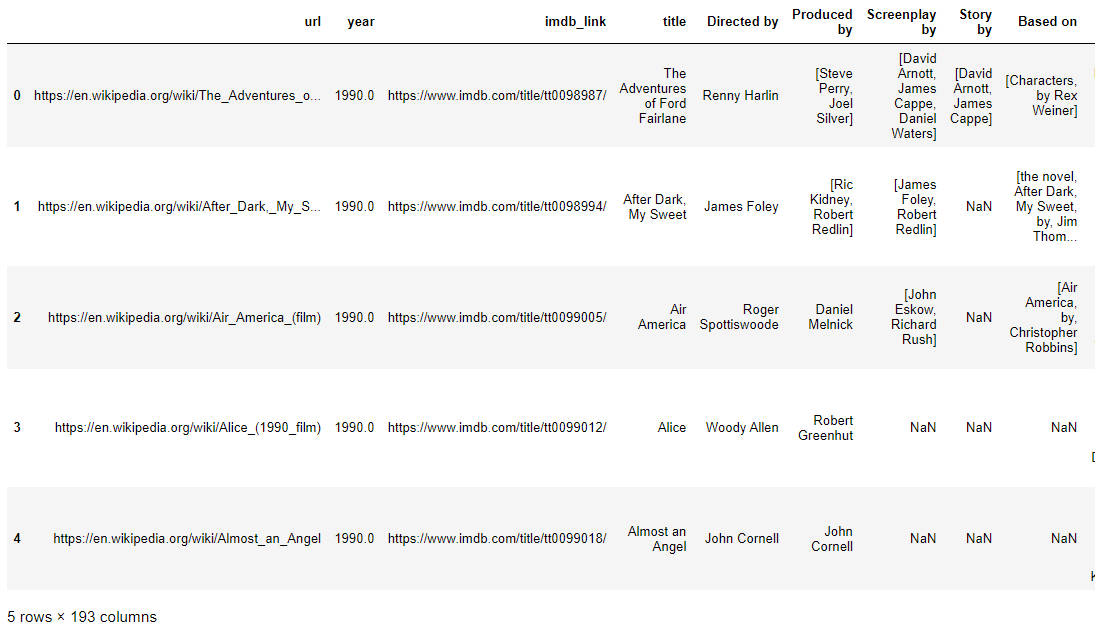 url year imdb_link title Directed by Produced by Screenplay by Story by Based on
0 https://en.wikipedia.org/wiki/The_Adventures_o... 1990.0 https://www.imdb.com/title/tt0098987/ The Adventures of Ford Fairlane Renny Harlin [Steve Perry, Joel Silver] [David Arnott, James Cappe, Daniel Waters] [David Arnott, James Cappe] [Characters, by Rex Weiner]
1 https://en.wikipedia.org/wiki/After_Dark,_My_S... 1990.0 https://www.imdb.com/title/tt0098994/ After Dark, My Sweet James Foley [Ric Kidney, Robert Redlin] [James Foley, Robert Redlin] NaN [the novel, After Dark, My Sweet, by, Jim Thom...
2 https://en.wikipedia.org/wiki/Air_America_(film) 1990.0 https://www.imdb.com/title/tt0099005/ Air America Roger Spottiswoode Daniel Melnick [John Eskow, Richard Rush] NaN [Air America, by, Christopher Robbins]
3 https://en.wikipedia.org/wiki/Alice_(1990_film) 1990.0 https://www.imdb.com/title/tt0099012/ Alice Woody Allen Robert Greenhut NaN NaN NaN
4 https://en.wikipedia.org/wiki/Almost_an_Angel 1990.0 https://www.imdb.com/title/tt0099018/ Almost an Angel John Cornell John Cornell NaN NaN NaN
5 rows × 193 columns